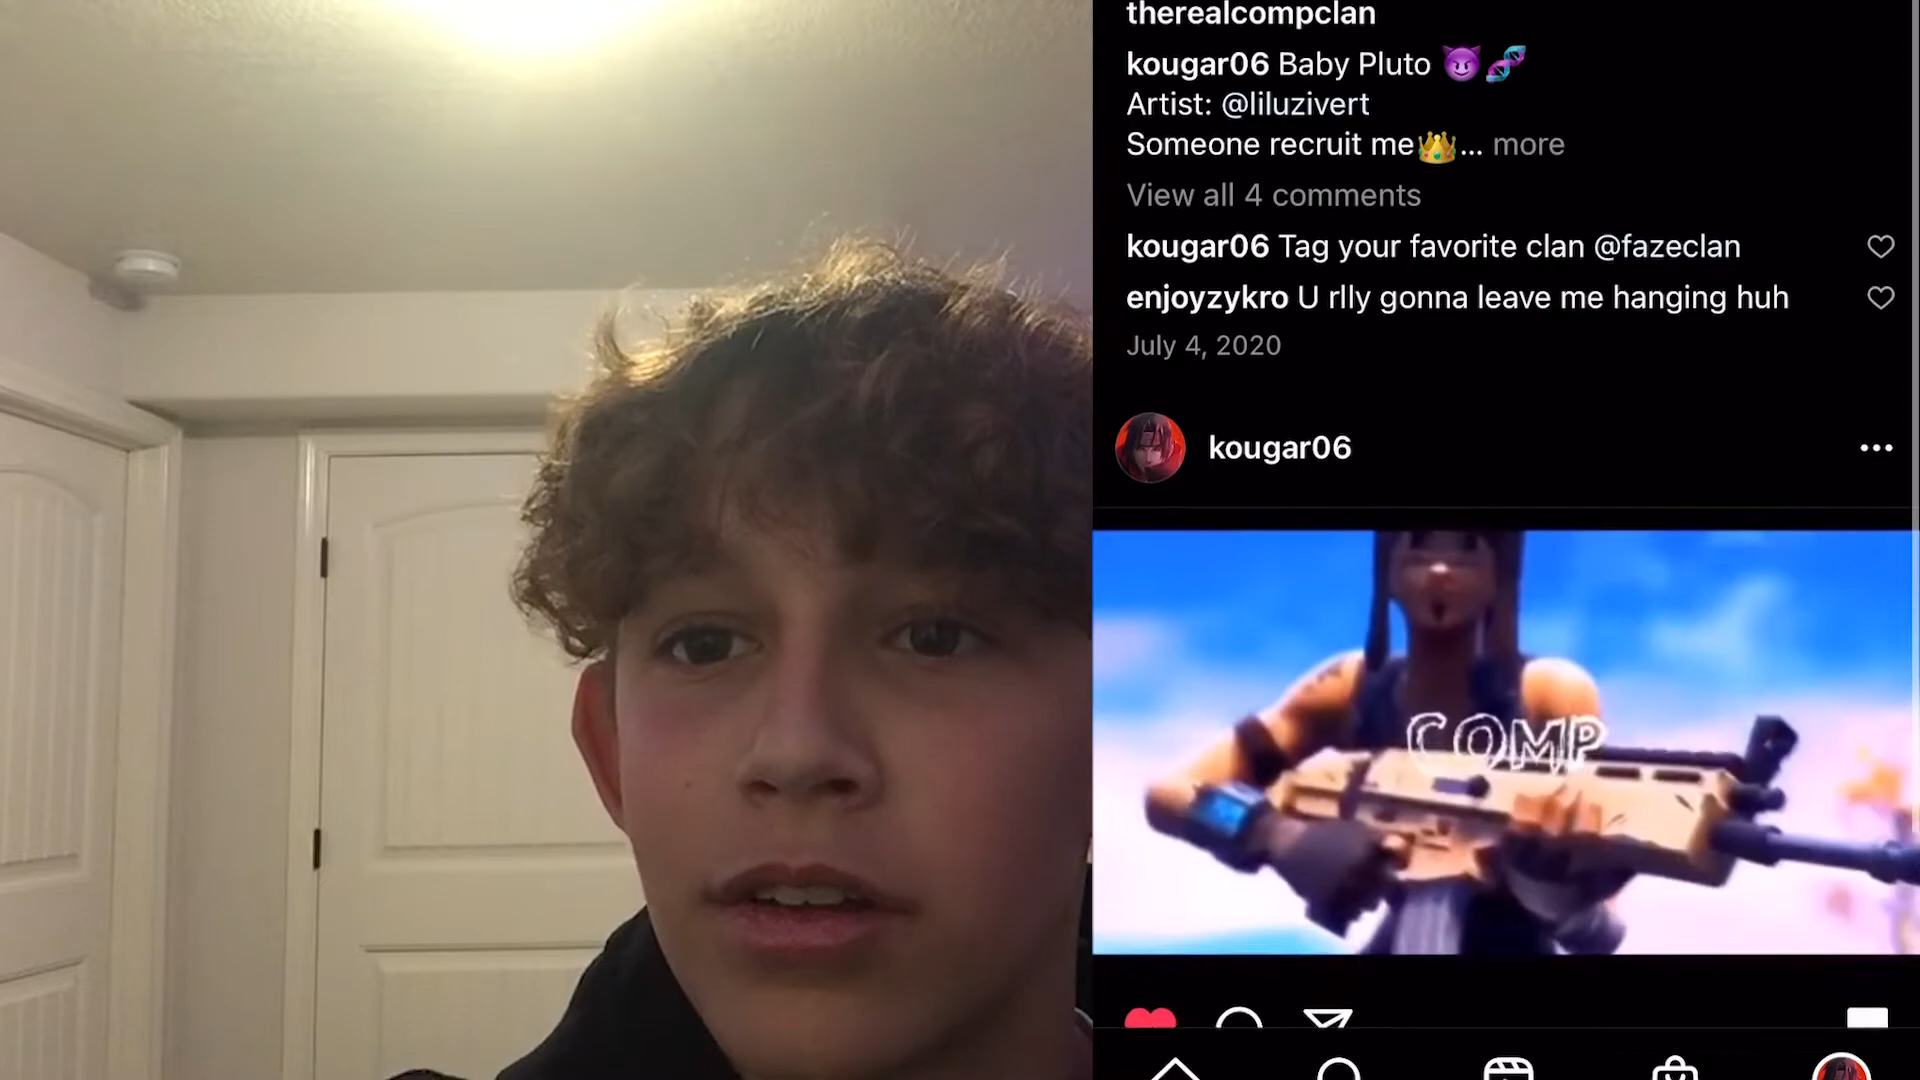 therealcompclan
kougar06 Baby Pluto 😈🧬
Artist: @liluzivert
Someone recruit me👑... more
View all 4 comments
kougar06 Tag your favorite clan @fazeclan
enjoyzykro U rlly gonna leave me hanging huh
July 4, 2020
kougar06
COMP